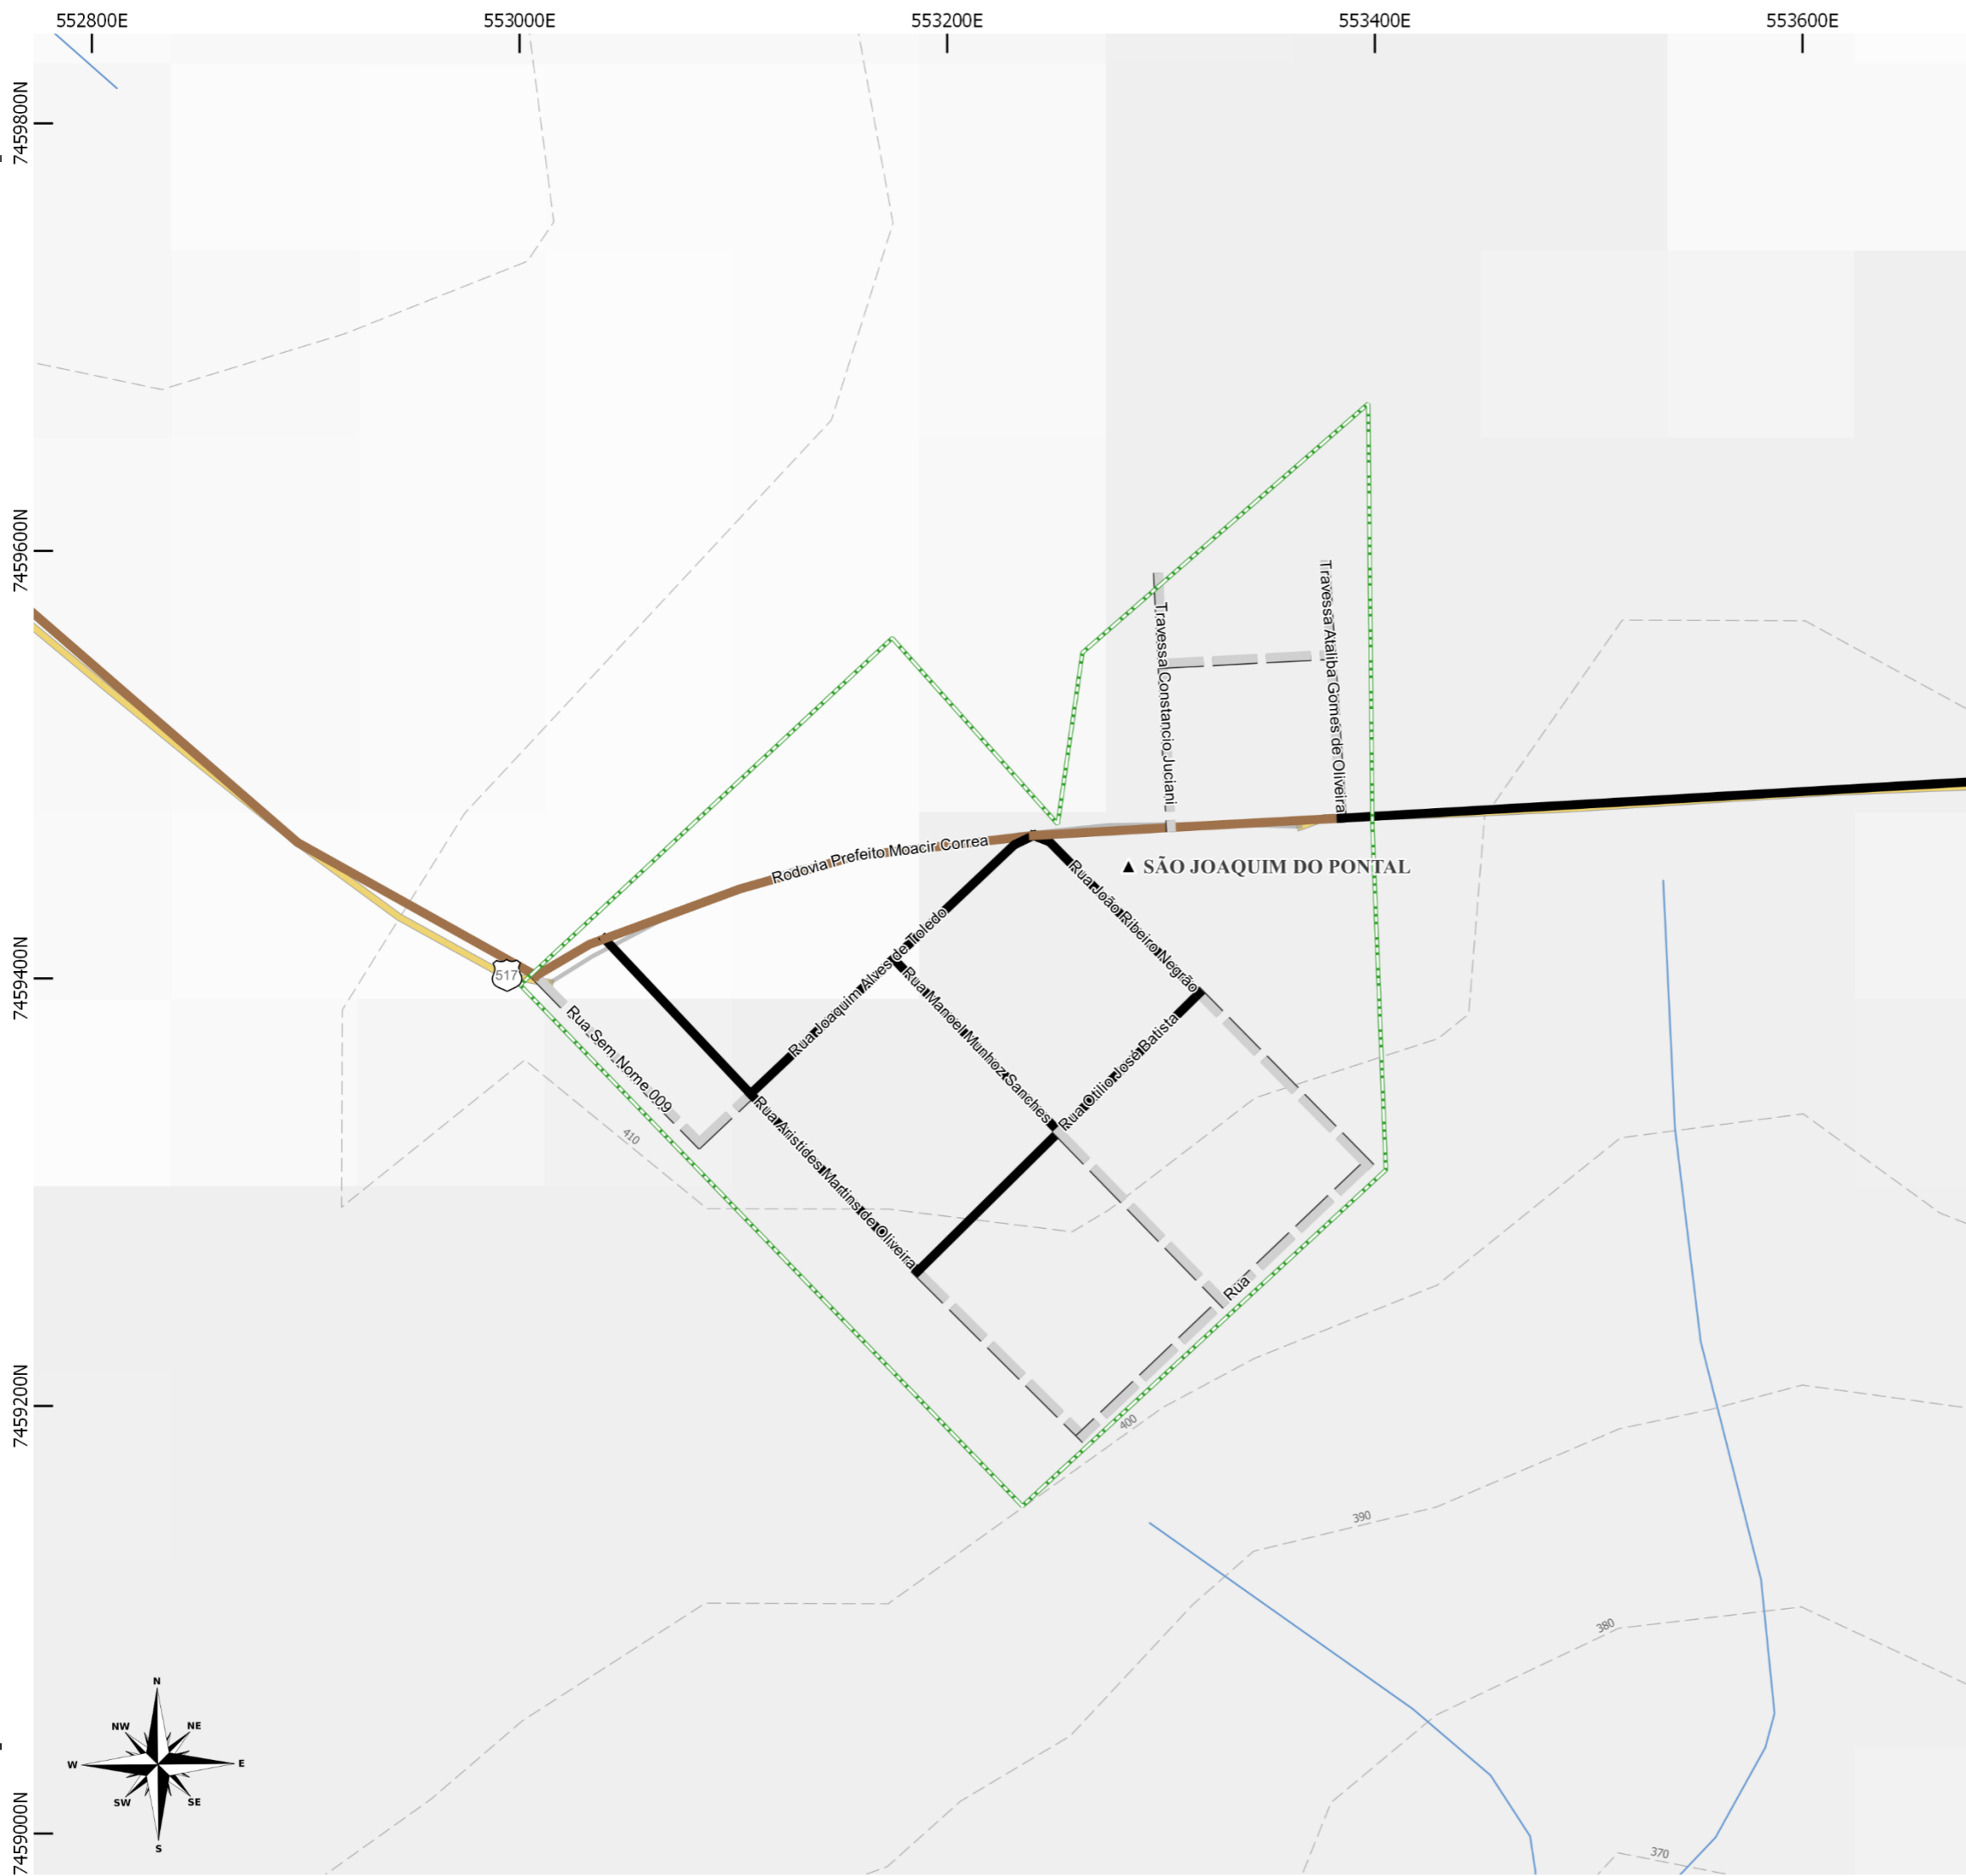 552800E
553000E
553200E
553400E
553600E
7459800N
7459600N
7459400N
7459200N
7459000N
Travessa Constancio Juciani
Travessa Ataliba Gomes de Oliveira
Rodovia Prefeito Moacir Correa
SÃO JOAQUIM DO PONTAL
517
Rua João Ribeiro Negrão
Rua Joaquim Alves de Toledo
Rua Manoel Munhoz Sanches
Rua Otilio José Batista
Rua Sem Nome 009
Rua Aristides Martins de Oliveira
Rua
410
400
390
380
370
N
NW
NE
W
E
SW
SE
S